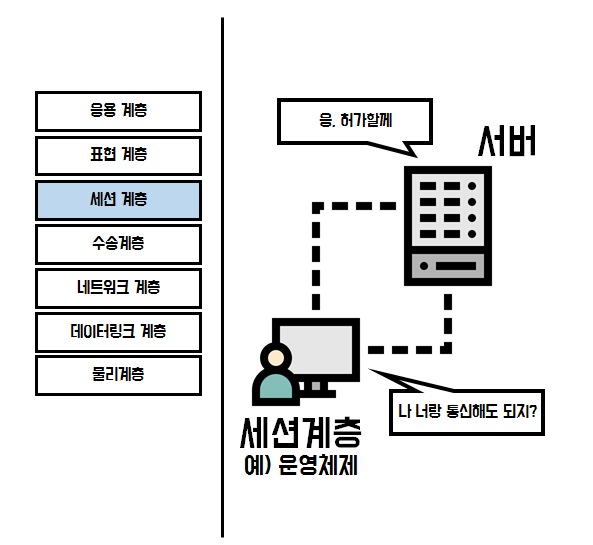 응용 계층
표현 계층
세션 계층
수송계층
네트워크 계층
데이터링크 계층
물리계층
응. 허가할께
서버
나 너랑 통신해도 되지?
세션계층
예) 운영체제